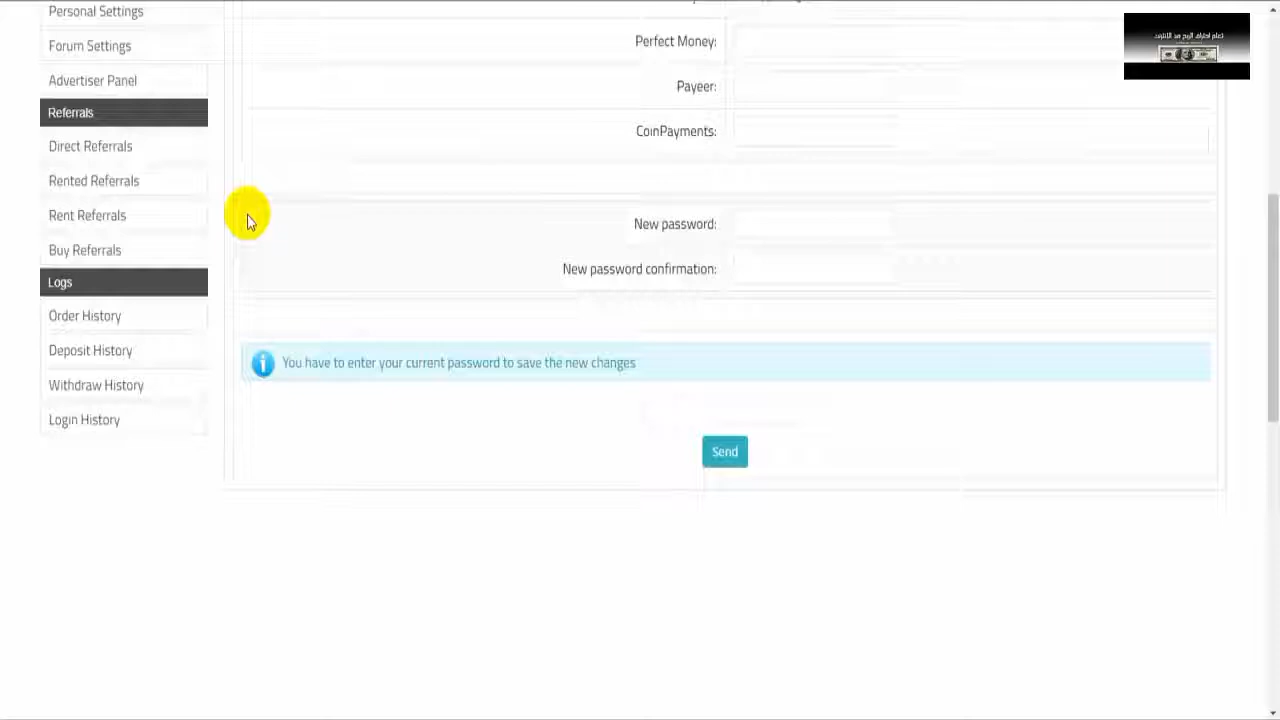 Personal Settings
Forum Settings
Advertiser Panel
Referrals
Direct Referrals
Rented Referrals
Rent Referrals
Buy Referrals
Logs
Order History
Deposit History
Withdraw History
Login History
Perfect Money:
Payeer:
CoinPayments:
New password:
New password confirmation:
You have to enter your current password to save the new changes
Send